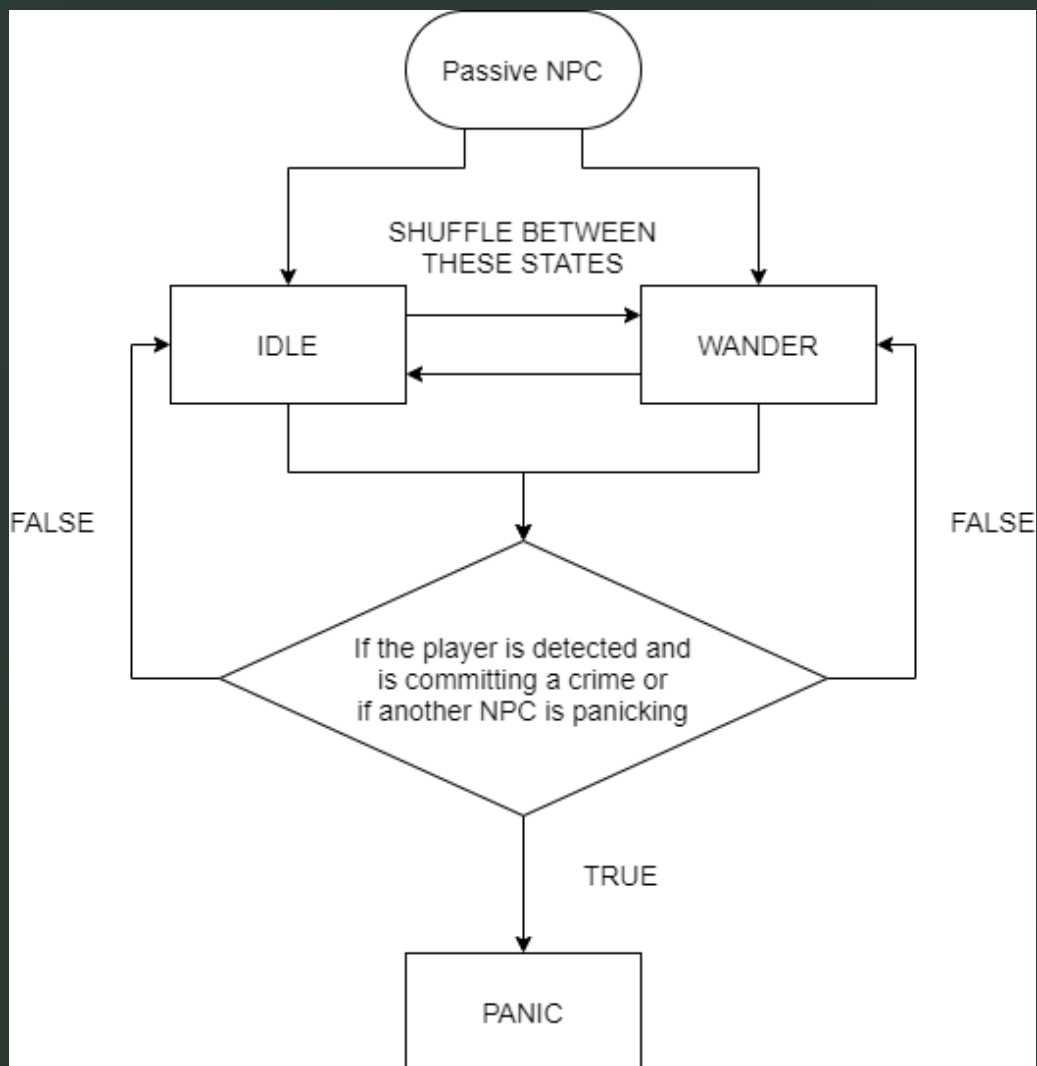 Passive NPC
SHUFFLE BETWEEN
THESE STATES
IDLE
WANDER
FALSE
FALSE
If the player is detected and
is committing a crime or
if another NPC is panicking
TRUE
PANIC